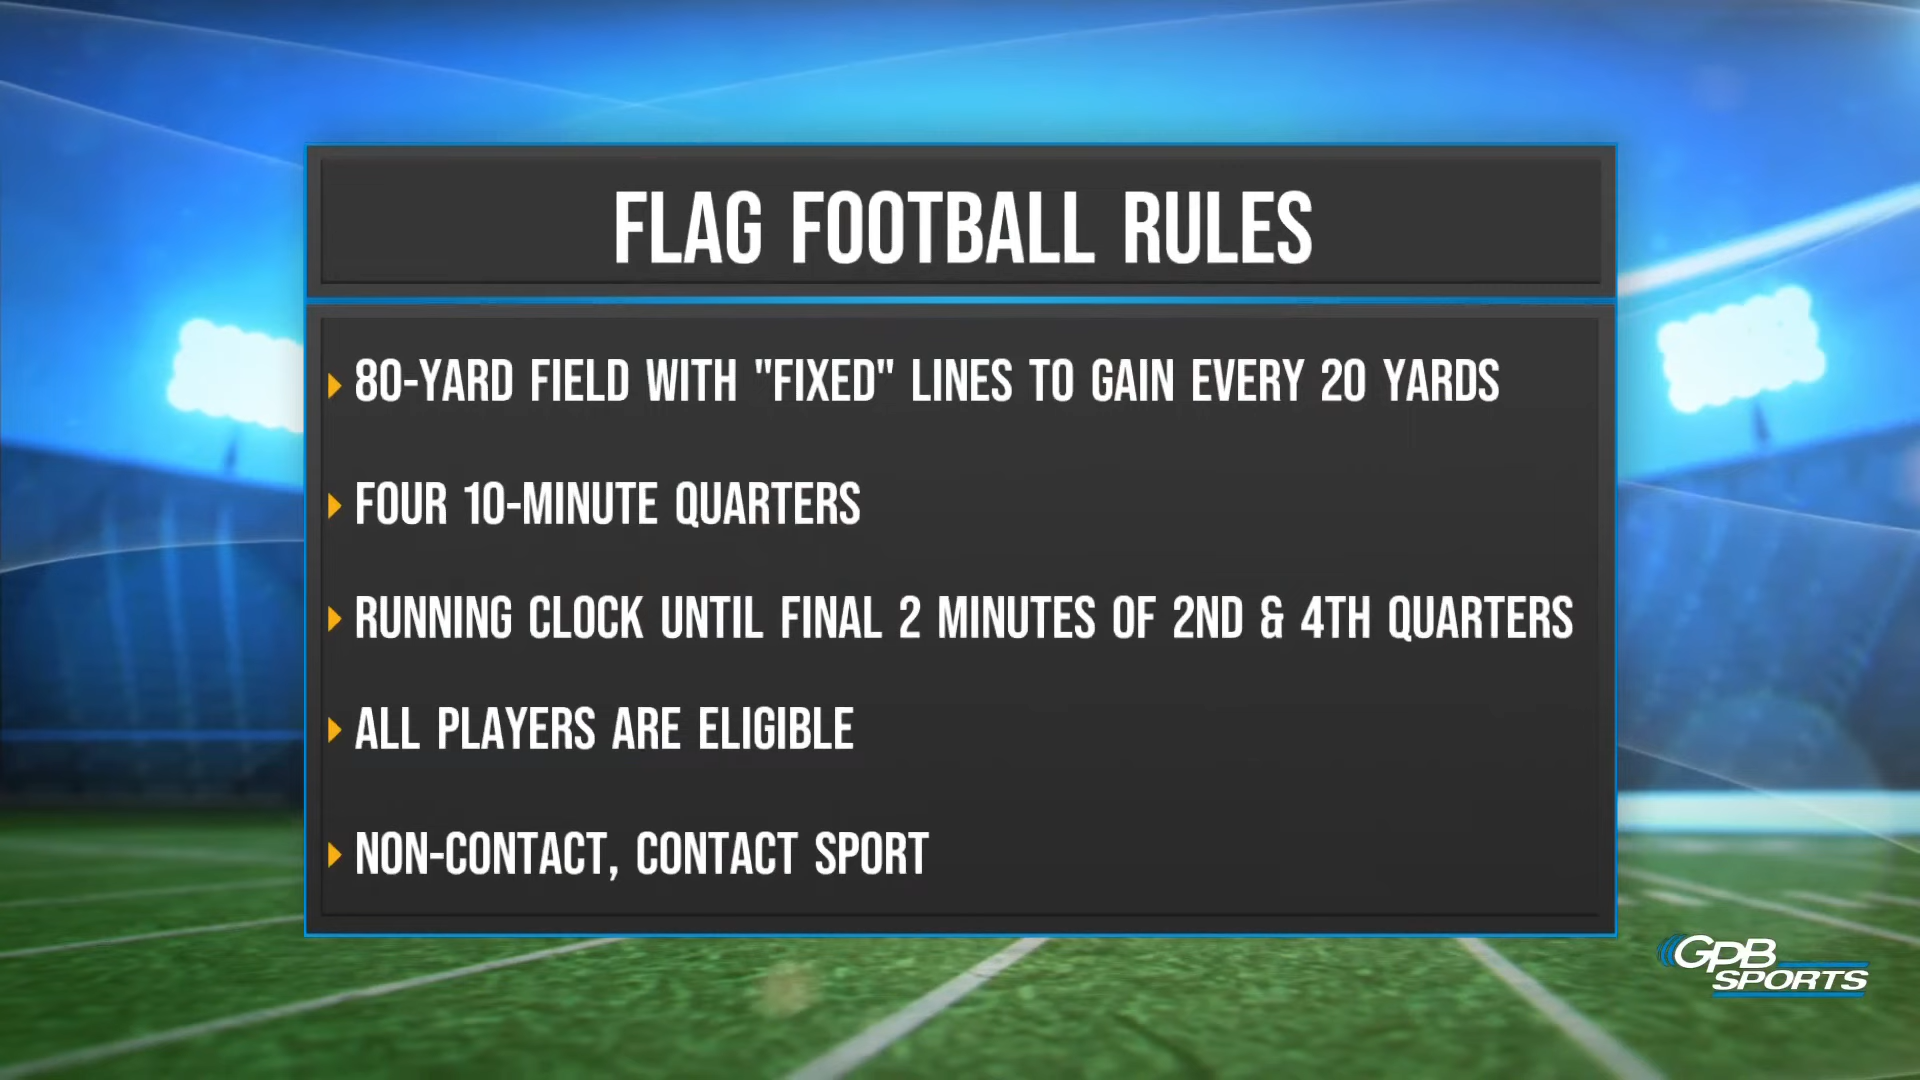 FLAG FOOTBALL RULES
80-YARD FIELD WITH "FIXED" LINES TO GAIN EVERY 20 YARDS
FOUR 10-MINUTE QUARTERS
RUNNING CLOCK UNTIL FINAL 2 MINUTES OF 2ND & 4TH QUARTERS
ALL PLAYERS ARE ELIGIBLE
NON-CONTACT, CONTACT SPORT
GPB
SPORTS